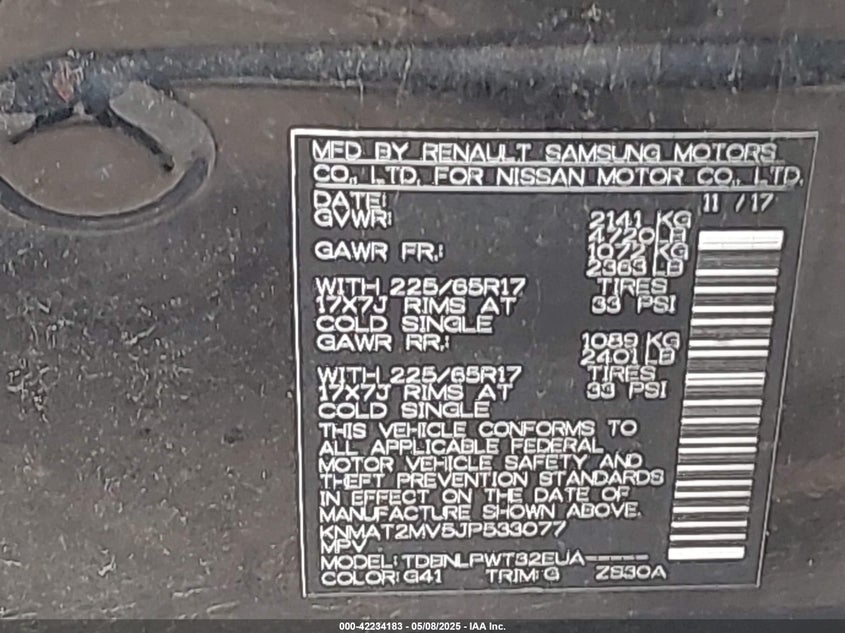 MFD BY RENAULT SAMSUNG MOTORS
CO., LTD. FOR NISSAN MOTOR CO., LTD.
DATE: 11 / 17
GVWR: 2141 KG
4720 LB
GAWR FR.: 1072 KG
2363 LB
WITH 225/65R17 TIRES
17X7J RIMS AT 33 PSI
COLD SINGLE
GAWR RR.: 1089 KG
2401 LB
WITH 225/65R17 TIRES
17X7J RIMS AT 33 PSI
COLD SINGLE
THIS VEHICLE CONFORMS TO
ALL APPLICABLE FEDERAL
MOTOR VEHICLE SAFETY AND
THEFT PREVENTION STANDARDS
IN EFFECT ON THE DATE OF
MANUFACTURE SHOWN ABOVE.
KNMAT2MV5JP533077
MPV
MODEL: TDBNLPWT32EUA-----
COLOR: G41 TRIM: G ZS30A
000-42234183 - 05/08/2025 - IAA Inc.